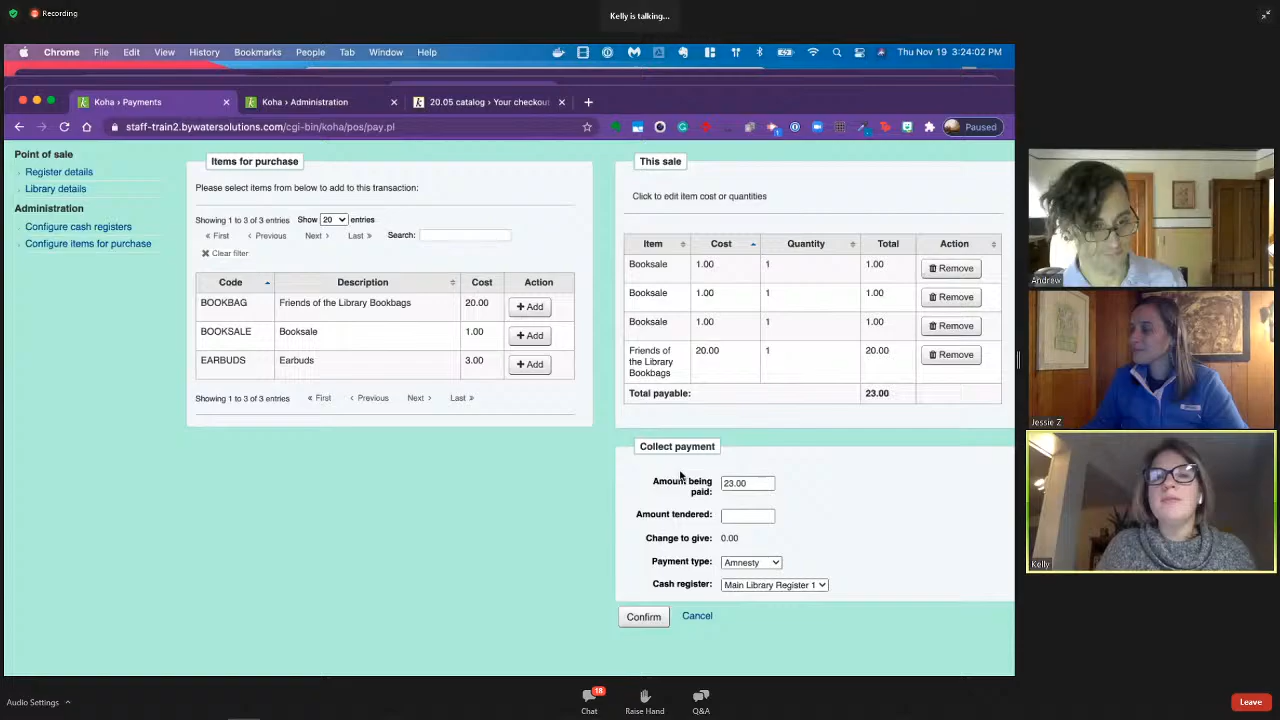 Recording
Kelly is talking...
Chrome File Edit View History Bookmarks People Tab Window Help
Thu Nov 19 3:24:02 PM
Koha › Payments
Koha › Administration
20.05 catalog › Your checkout
staff-train2.bywatersolutions.com/cgi-bin/koha/pos/pay.pl
Paused
Point of sale
Register details
Library details
Administration
Configure cash registers
Configure items for purchase
Items for purchase
Please select items from below to add to this transaction:
Showing 1 to 3 of 3 entries Show 20 entries
First Previous Next Last Search:
Clear filter
Code Description Cost Action
BOOKBAG Friends of the Library Bookbags 20.00 + Add
BOOKSALE Booksale 1.00 + Add
EARBUDS Earbuds 3.00 + Add
Showing 1 to 3 of 3 entries First Previous Next Last
This sale
Click to edit item cost or quantities
Item Cost Quantity Total Action
Booksale 1.00 1 1.00 Remove
Booksale 1.00 1 1.00 Remove
Booksale 1.00 1 1.00 Remove
Friends of 20.00 1 20.00 Remove
the Library
Bookbags
Total payable: 23.00
Collect payment
Amount being 23.00
paid:
Amount tendered:
Change to give: 0.00
Payment type: Amnesty
Cash register: Main Library Register 1
Confirm Cancel
Andrew
Jessie Z
Kelly
Audio Settings
18
Chat
Raise Hand
Q&A
Leave